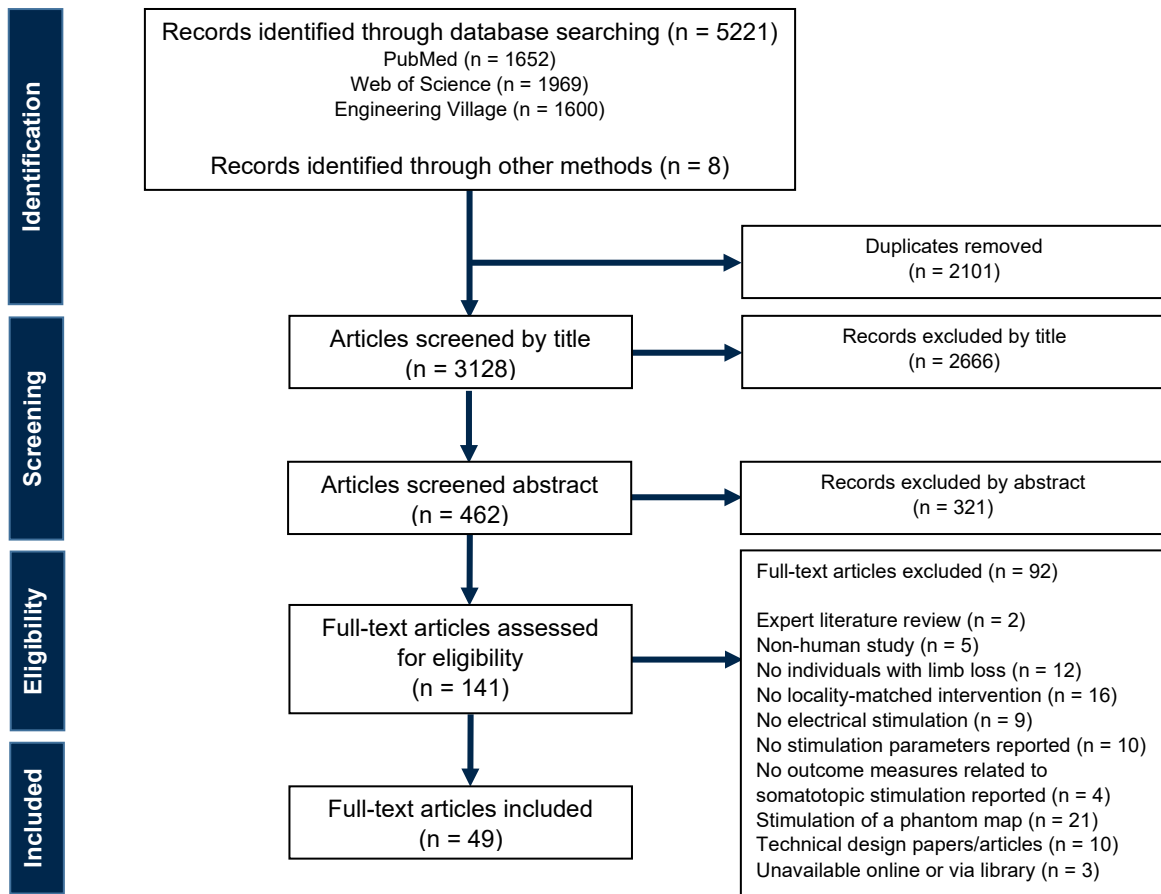 Identification
Records identified through database searching (n = 5221)
PubMed (n = 1652)
Web of Science (n = 1969)
Engineering Village (n = 1600)
Records identified through other methods (n = 8)
Duplicates removed
(n = 2101)
Screening
Articles screened by title
(n = 3128)
Records excluded by title
(n = 2666)
Articles screened abstract
(n = 462)
Records excluded by abstract
(n = 321)
Eligibility
Full-text articles assessed
for eligibility
(n = 141)
Full-text articles excluded (n = 92)
Expert literature review (n = 2)
Non-human study (n = 5)
No individuals with limb loss (n = 12)
No locality-matched intervention (n = 16)
No electrical stimulation (n = 9)
No stimulation parameters reported (n = 10)
No outcome measures related to
somatotopic stimulation reported (n = 4)
Stimulation of a phantom map (n = 21)
Technical design papers/articles (n = 10)
Unavailable online or via library (n = 3)
Included
Full-text articles included
(n = 49)